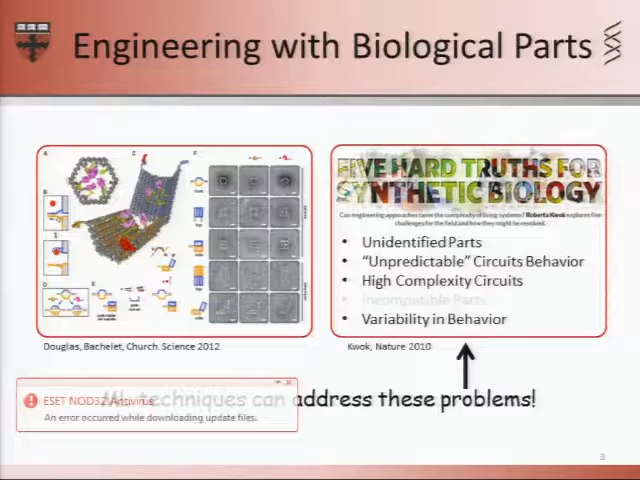 Engineering with Biological Parts
FIVE HARD TRUTHS FOR
SYNTHETIC BIOLOGY
Can engineering approaches tame the complexity of living systems? Roberta Kwok explores five
challenges for the field and how they might be resolved.
• Unidentified Parts
• “Unpredictable” Circuits Behavior
• High Complexity Circuits
• Incompatible Parts
• Variability in Behavior
Douglas, Bachelet, Church. Science 2012
Kwok, Nature 2010
ML techniques can address these problems!
ESET NOD32 Antivirus
An error occurred while downloading update files.
3